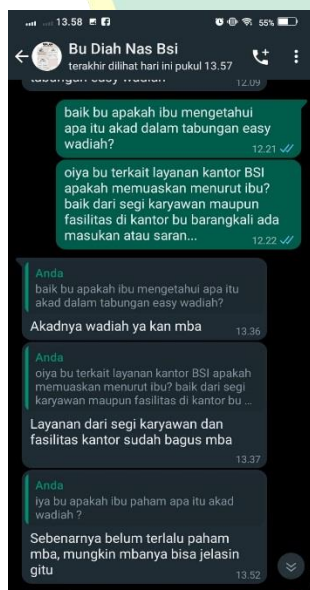 13.58
55%
Bu Diah Nas Bsi
terakhir dilihat hari ini pukul 13.57
tabungan easy wadiah
12.09
baik bu apakah ibu mengetahui
apa itu akad dalam tabungan easy
wadiah?
12.21
oiya bu terkait layanan kantor BSI
apakah memuaskan menurut ibu?
baik dari segi karyawan maupun
fasilitas di kantor bu barangkali ada
masukan atau saran...
12.22
Anda
baik bu apakah ibu mengetahui apa itu
akad dalam tabungan easy wadiah?
Akadnya wadiah ya kan mba
13.36
Anda
oiya bu terkait layanan kantor BSI apakah
memuaskan menurut ibu? baik dari segi
karyawan maupun fasilitas di kantor bu ...
Layanan dari segi karyawan dan
fasilitas kantor sudah bagus mba
13.37
Anda
iya bu apakah ibu paham apa itu akad
wadiah ?
Sebenarnya belum terlalu paham
mba, mungkin mbanya bisa jelasin
gitu
13.52